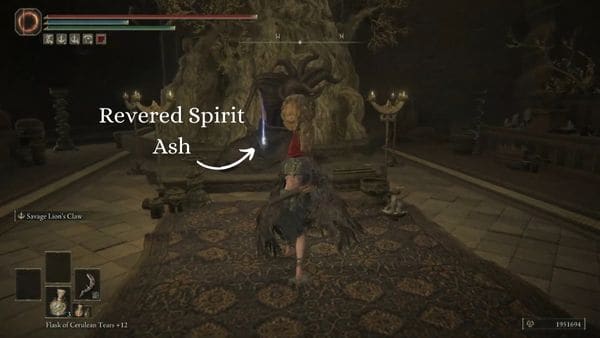 Revered Spirit
Ash
Savage Lion's Claw
Flask of Cerulean Tears +12
1951694